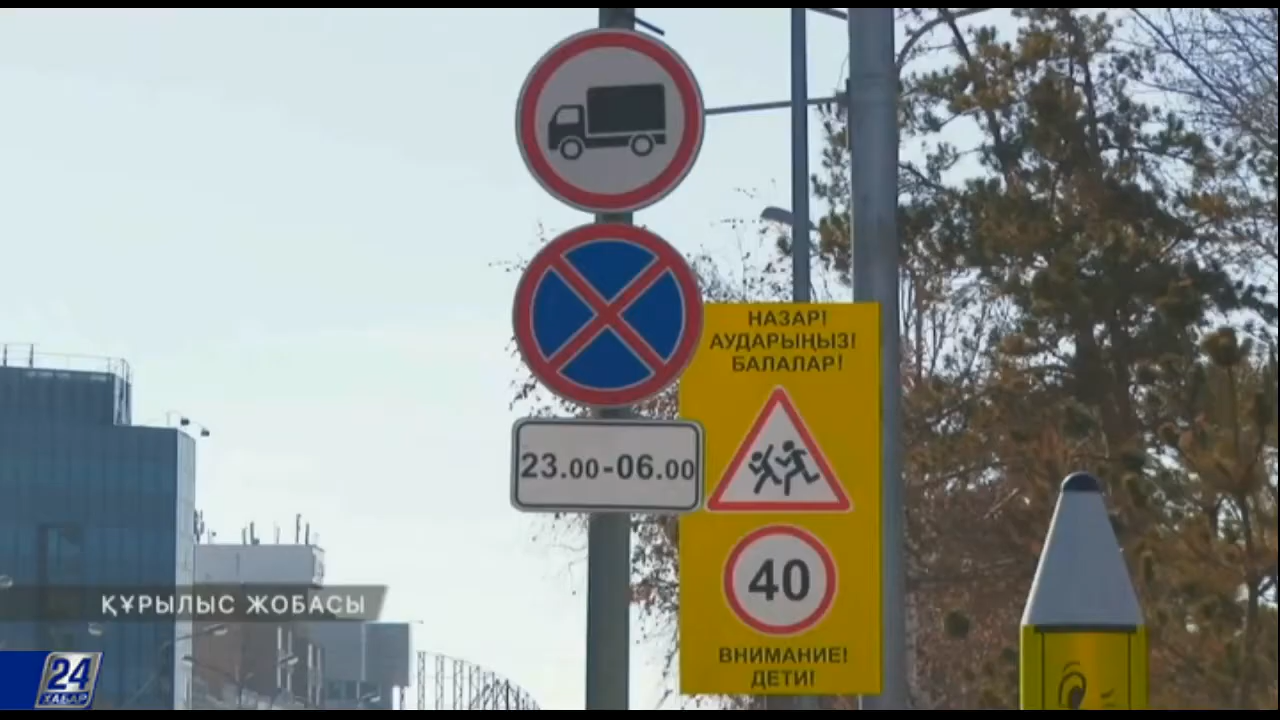 НАЗАР!
АУДАРЫҢЫЗ!
БАЛАЛАР!
23.00-06.00
40
ВНИМАНИЕ!
ДЕТИ!
ҚҰРЫЛЫС ЖОБАСЫ
24
ХАБАР